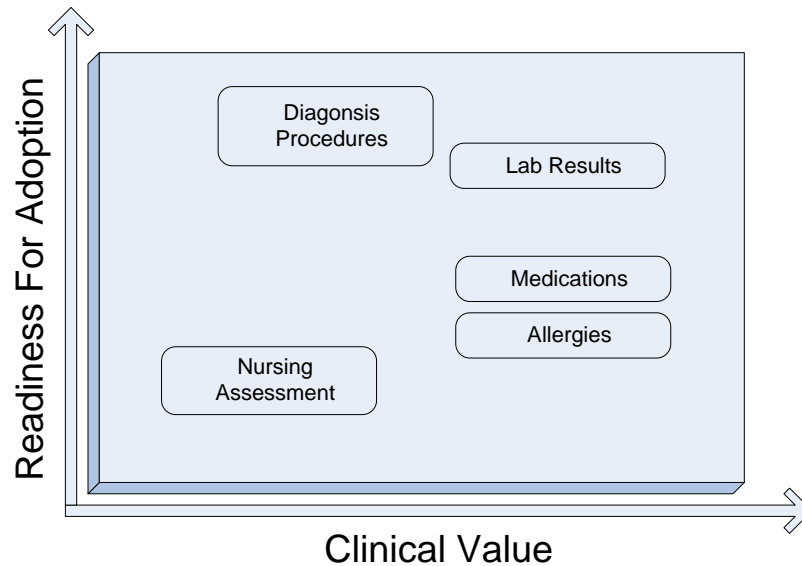 Readiness For Adoption
Diagonsis
Procedures
Lab Results
Medications
Allergies
Nursing
Assessment
Clinical Value